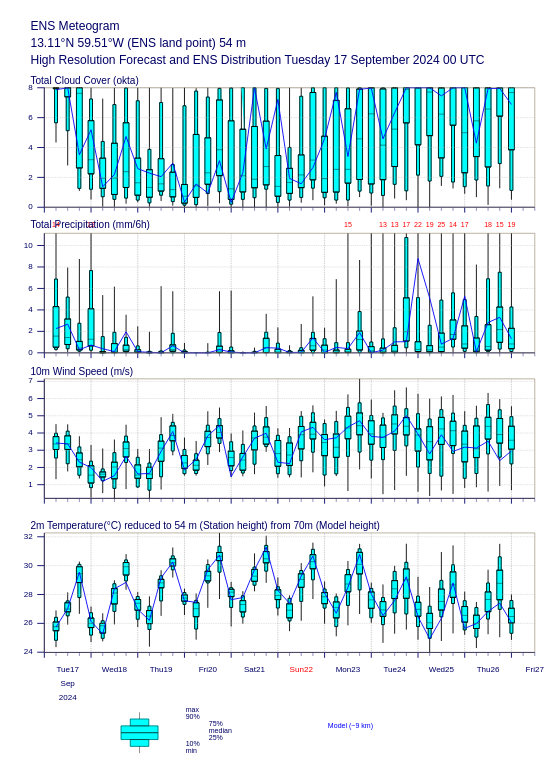 ENS Meteogram
13.11°N 59.51°W (ENS land point) 54 m
High Resolution Forecast and ENS Distribution Tuesday 17 September 2024 00 UTC
Total Cloud Cover (okta)
8
6
4
2
0
Total Precipitation (mm/6h)
15 13 13 17 22 19 25 14 17 18 15 19
10
8
6
4
2
0
10m Wind Speed (m/s)
7
6
5
4
3
2
1
2m Temperature(°C) reduced to 54 m (Station height) from 70m (Model height)
32
30
28
26
24
Tue17 Wed18 Thu19 Fri20 Sat21 Sun22 Mon23 Tue24 Wed25 Thu26 Fri27
Sep
2024
max
90%
75%
median
25%
10%
min
Model (~9 km)